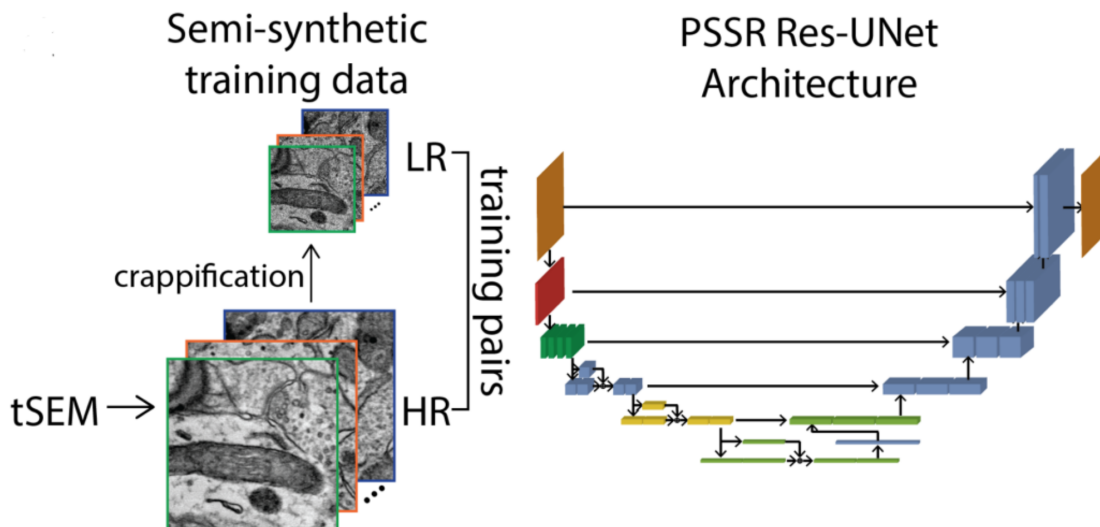 Semi-synthetic
training data
LR
crappification
tSEM
HR
training pairs
PSSR Res-UNet
Architecture